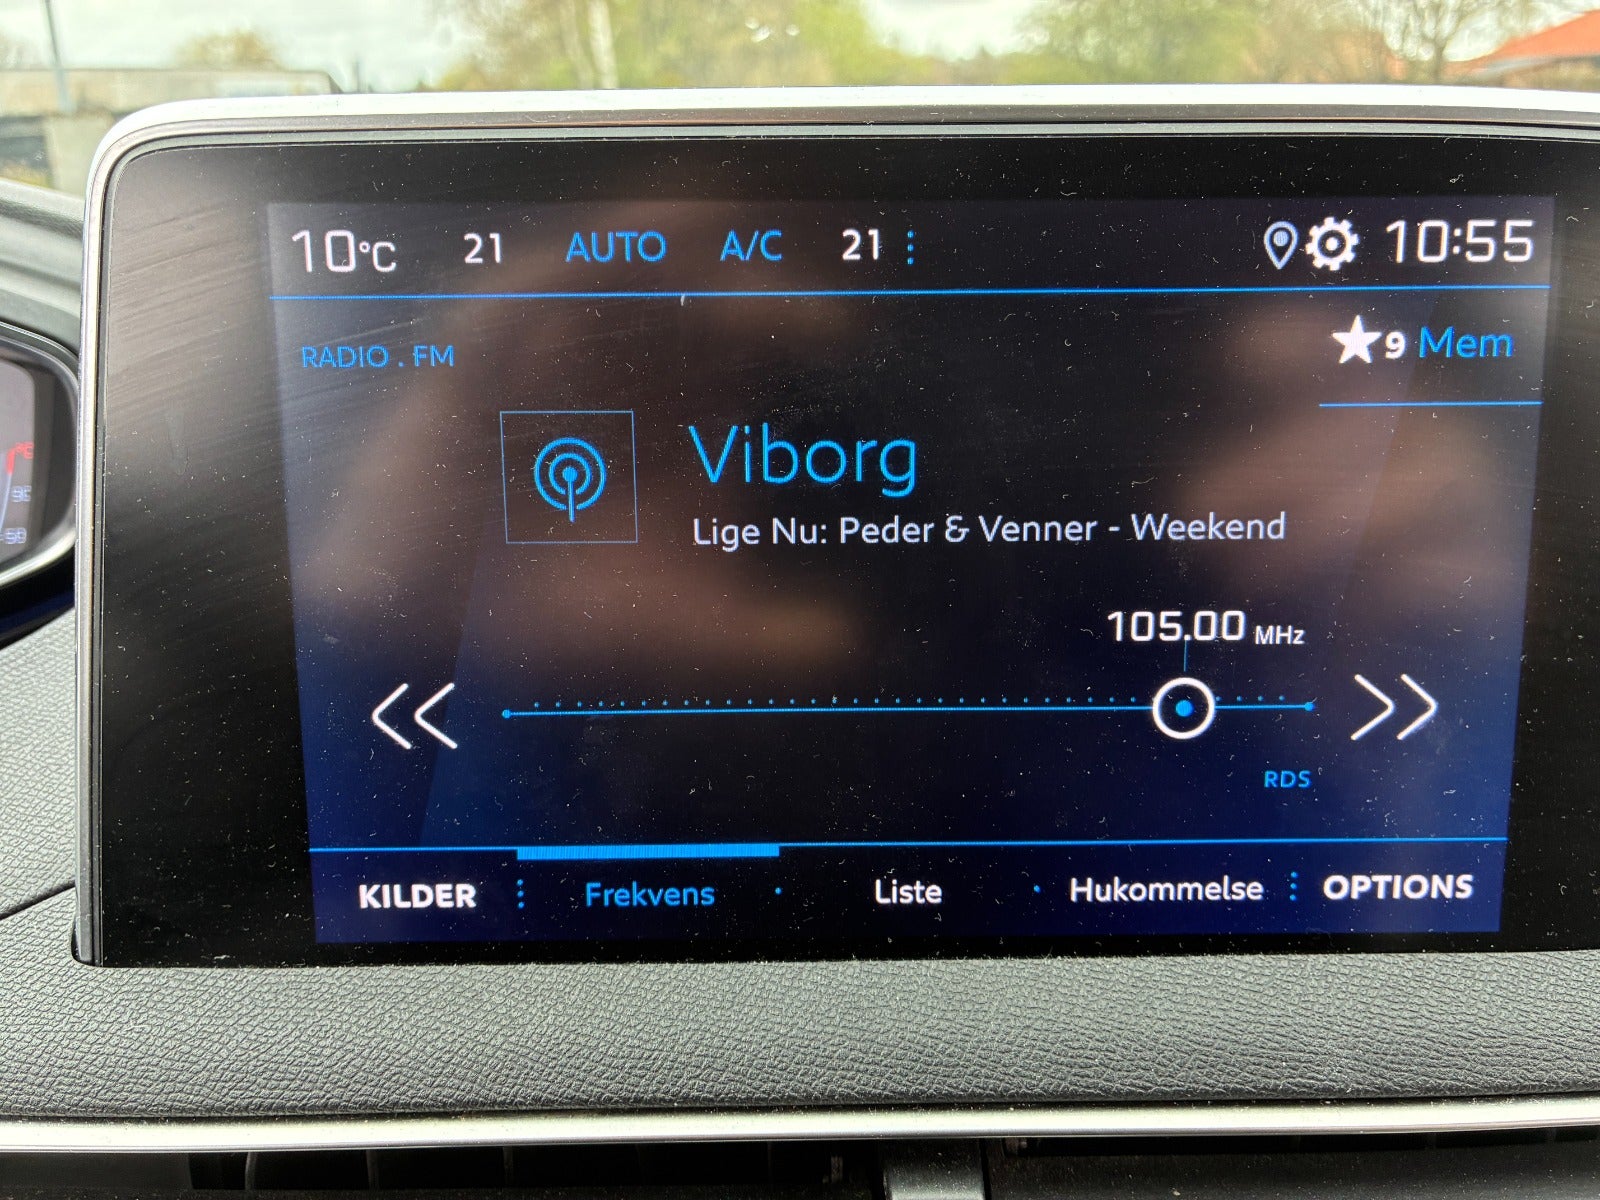 10°C 21 AUTO A/C 21 10:55
RADIO . FM
9 Mem
Viborg
Lige Nu: Peder & Venner - Weekend
105.00 MHz
RDS
KILDER Frekvens Liste Hukommelse OPTIONS